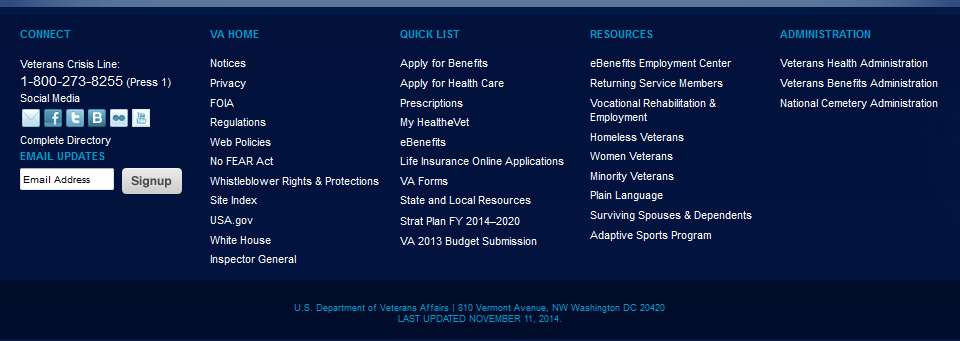 CONNECT
Veterans Crisis Line:
1-800-273-8255 (Press 1)
Social Media
Complete Directory
EMAIL UPDATES
Email Address
Signup
VA HOME
Notices
Privacy
FOIA
Regulations
Web Policies
No FEAR Act
Whistleblower Rights & Protections
Site Index
USA.gov
White House
Inspector General
QUICK LIST
Apply for Benefits
Apply for Health Care
Prescriptions
My HealtheVet
eBenefits
Life Insurance Online Applications
VA Forms
State and Local Resources
Strat Plan FY 2014–2020
VA 2013 Budget Submission
RESOURCES
eBenefits Employment Center
Returning Service Members
Vocational Rehabilitation &
Employment
Homeless Veterans
Women Veterans
Minority Veterans
Plain Language
Surviving Spouses & Dependents
Adaptive Sports Program
ADMINISTRATION
Veterans Health Administration
Veterans Benefits Administration
National Cemetery Administration
U.S. Department of Veterans Affairs | 810 Vermont Avenue, NW Washington DC 20420
LAST UPDATED NOVEMBER 11, 2014.